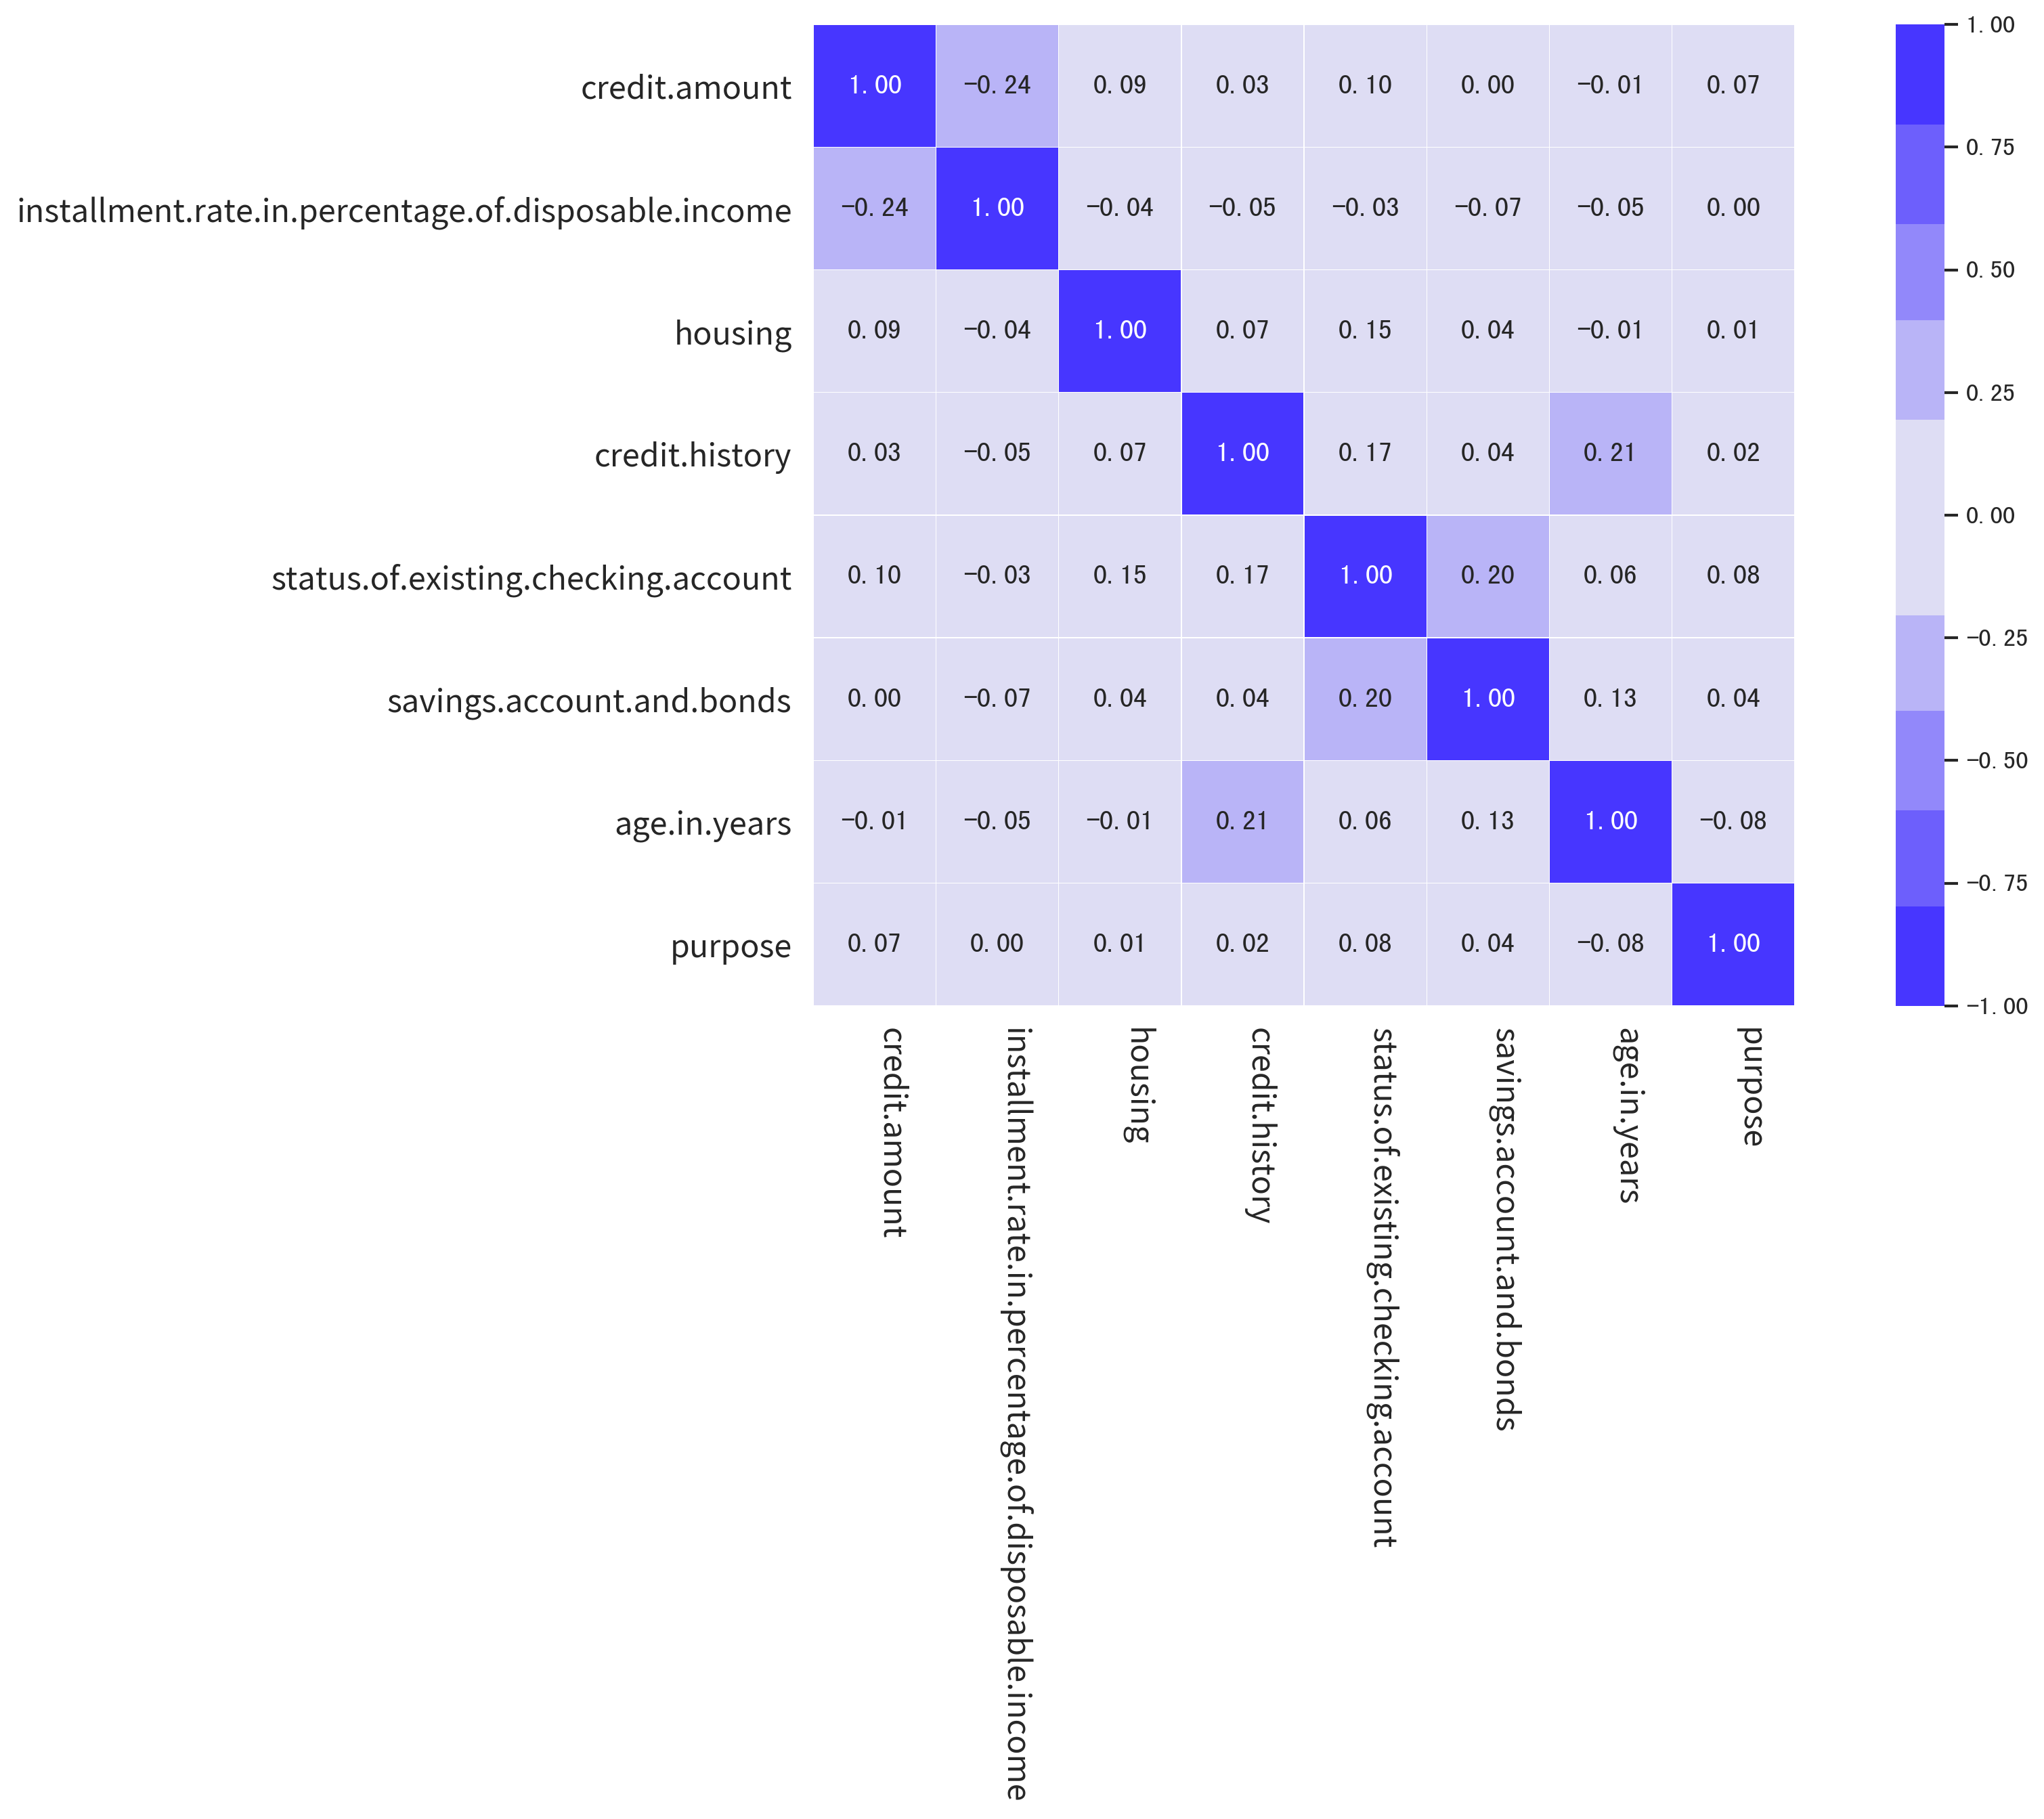 credit.amount 1.00 -0.24 0.09 0.03 0.10 0.00 -0.01 0.07
installment.rate.in.percentage.of.disposable.income -0.24 1.00 -0.04 -0.05 -0.03 -0.07 -0.05 0.00
housing 0.09 -0.04 1.00 0.07 0.15 0.04 -0.01 0.01
credit.history 0.03 -0.05 0.07 1.00 0.17 0.04 0.21 0.02
status.of.existing.checking.account 0.10 -0.03 0.15 0.17 1.00 0.20 0.06 0.08
savings.account.and.bonds 0.00 -0.07 0.04 0.04 0.20 1.00 0.13 0.04
age.in.years -0.01 -0.05 -0.01 0.21 0.06 0.13 1.00 -0.08
purpose 0.07 0.00 0.01 0.02 0.08 0.04 -0.08 1.00
credit.amount
installment.rate.in.percentage.of.disposable.income
housing
credit.history
status.of.existing.checking.account
savings.account.and.bonds
age.in.years
purpose
1.00
0.75
0.50
0.25
0.00
-0.25
-0.50
-0.75
-1.00